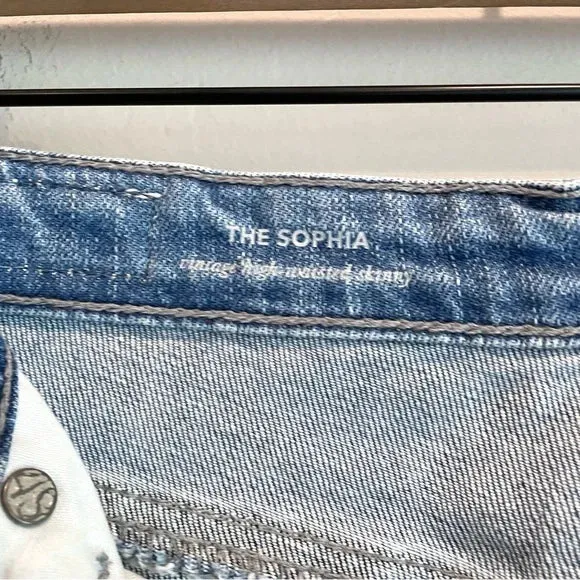 THE SOPHIA
vintage high-waisted skinny